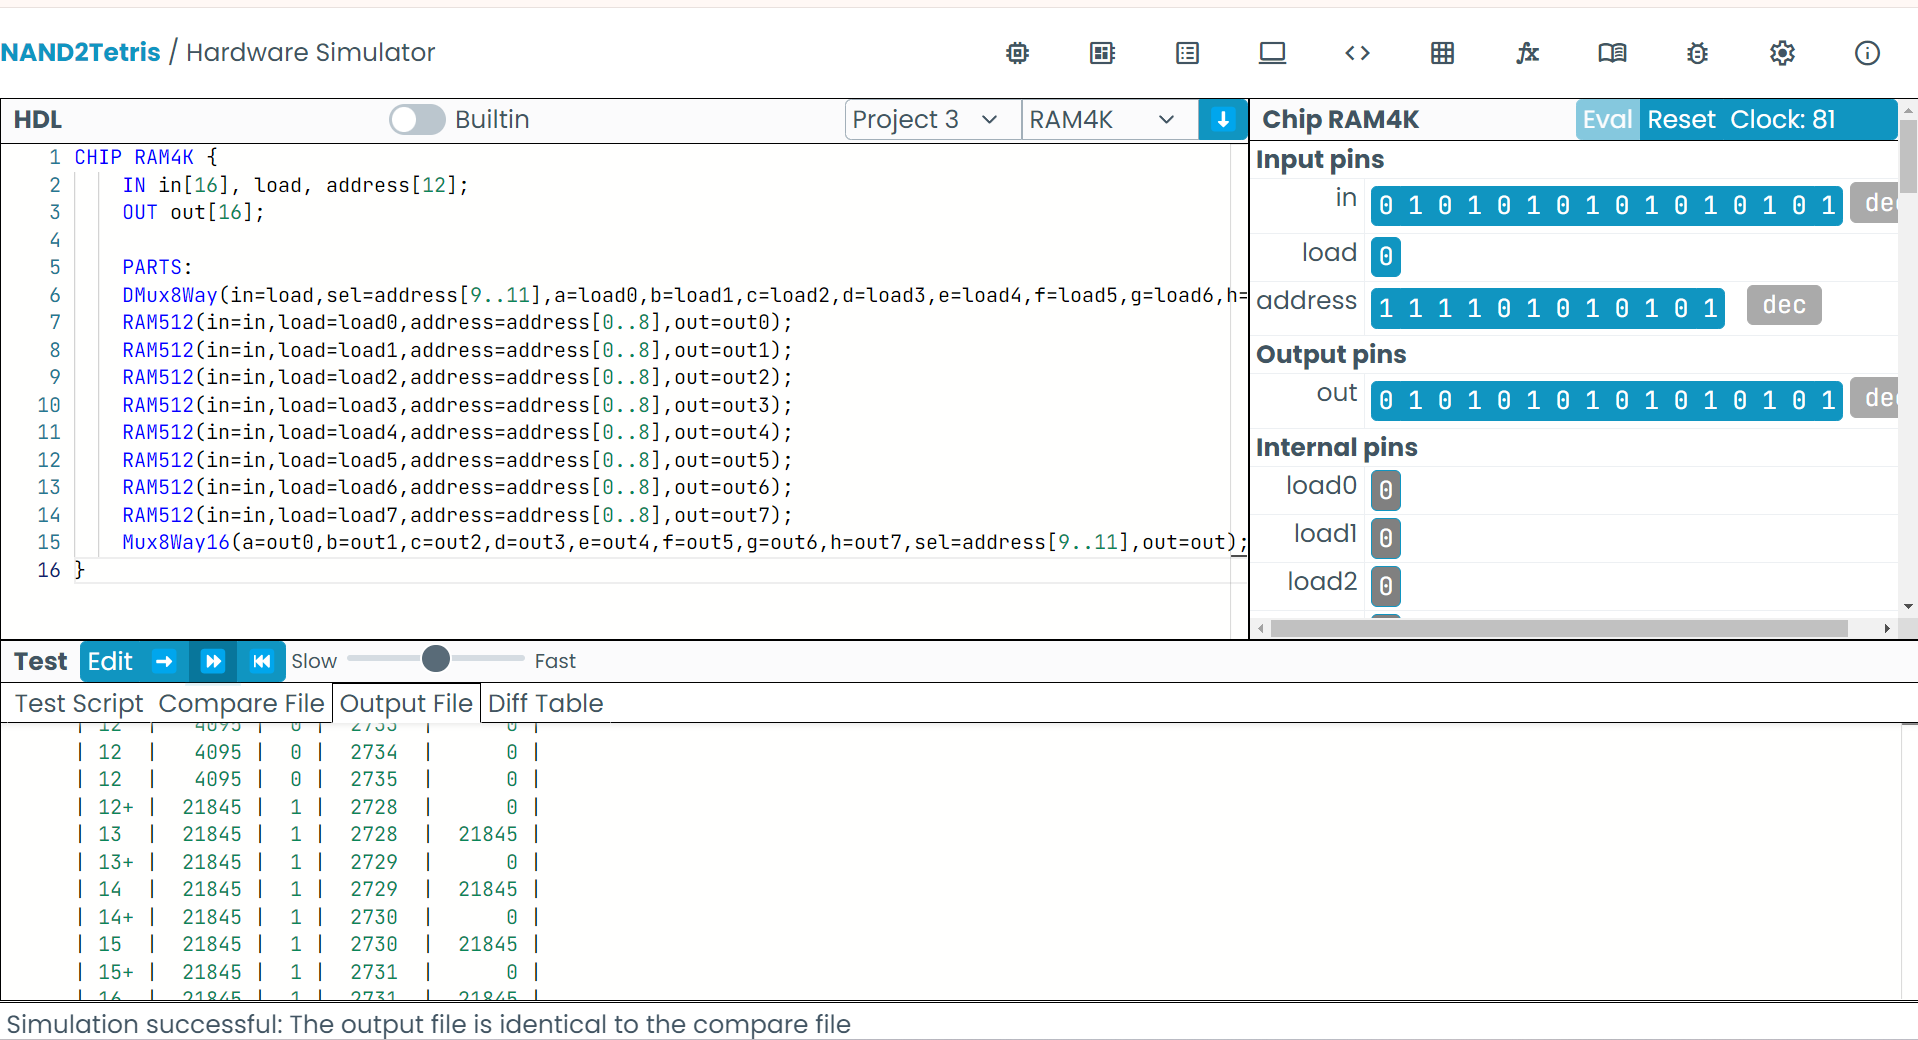 NAND2Tetris / Hardware Simulator
HDL Builtin Project 3 RAM4K
1 CHIP RAM4K {
2 IN in[16], load, address[12];
3 OUT out[16];
4
5 PARTS:
6 DMux8Way(in=load,sel=address[9..11],a=load0,b=load1,c=load2,d=load3,e=load4,f=load5,g=load6,h=
7 RAM512(in=in,load=load0,address=address[0..8],out=out0);
8 RAM512(in=in,load=load1,address=address[0..8],out=out1);
9 RAM512(in=in,load=load2,address=address[0..8],out=out2);
10 RAM512(in=in,load=load3,address=address[0..8],out=out3);
11 RAM512(in=in,load=load4,address=address[0..8],out=out4);
12 RAM512(in=in,load=load5,address=address[0..8],out=out5);
13 RAM512(in=in,load=load6,address=address[0..8],out=out6);
14 RAM512(in=in,load=load7,address=address[0..8],out=out7);
15 Mux8Way16(a=out0,b=out1,c=out2,d=out3,e=out4,f=out5,g=out6,h=out7,sel=address[9..11],out=out);
16 }
Chip RAM4K Eval Reset Clock: 81
Input pins
in 0 1 0 1 0 1 0 1 0 1 0 1 0 1 0 1 dec
load 0
address 1 1 1 1 0 1 0 1 0 1 0 1 dec
Output pins
out 0 1 0 1 0 1 0 1 0 1 0 1 0 1 0 1 dec
Internal pins
load0 0
load1 0
load2 0
Test Edit Slow Fast
Test Script Compare File Output File Diff Table
| 12 | 4095 | 0 | 2733 | 0 |
| 12 | 4095 | 0 | 2734 | 0 |
| 12 | 4095 | 0 | 2735 | 0 |
| 12+ | 21845 | 1 | 2728 | 0 |
| 13 | 21845 | 1 | 2728 | 21845 |
| 13+ | 21845 | 1 | 2729 | 0 |
| 14 | 21845 | 1 | 2729 | 21845 |
| 14+ | 21845 | 1 | 2730 | 0 |
| 15 | 21845 | 1 | 2730 | 21845 |
| 15+ | 21845 | 1 | 2731 | 0 |
| 16 | 21845 | 1 | 2731 | 21845 |
Simulation successful: The output file is identical to the compare file